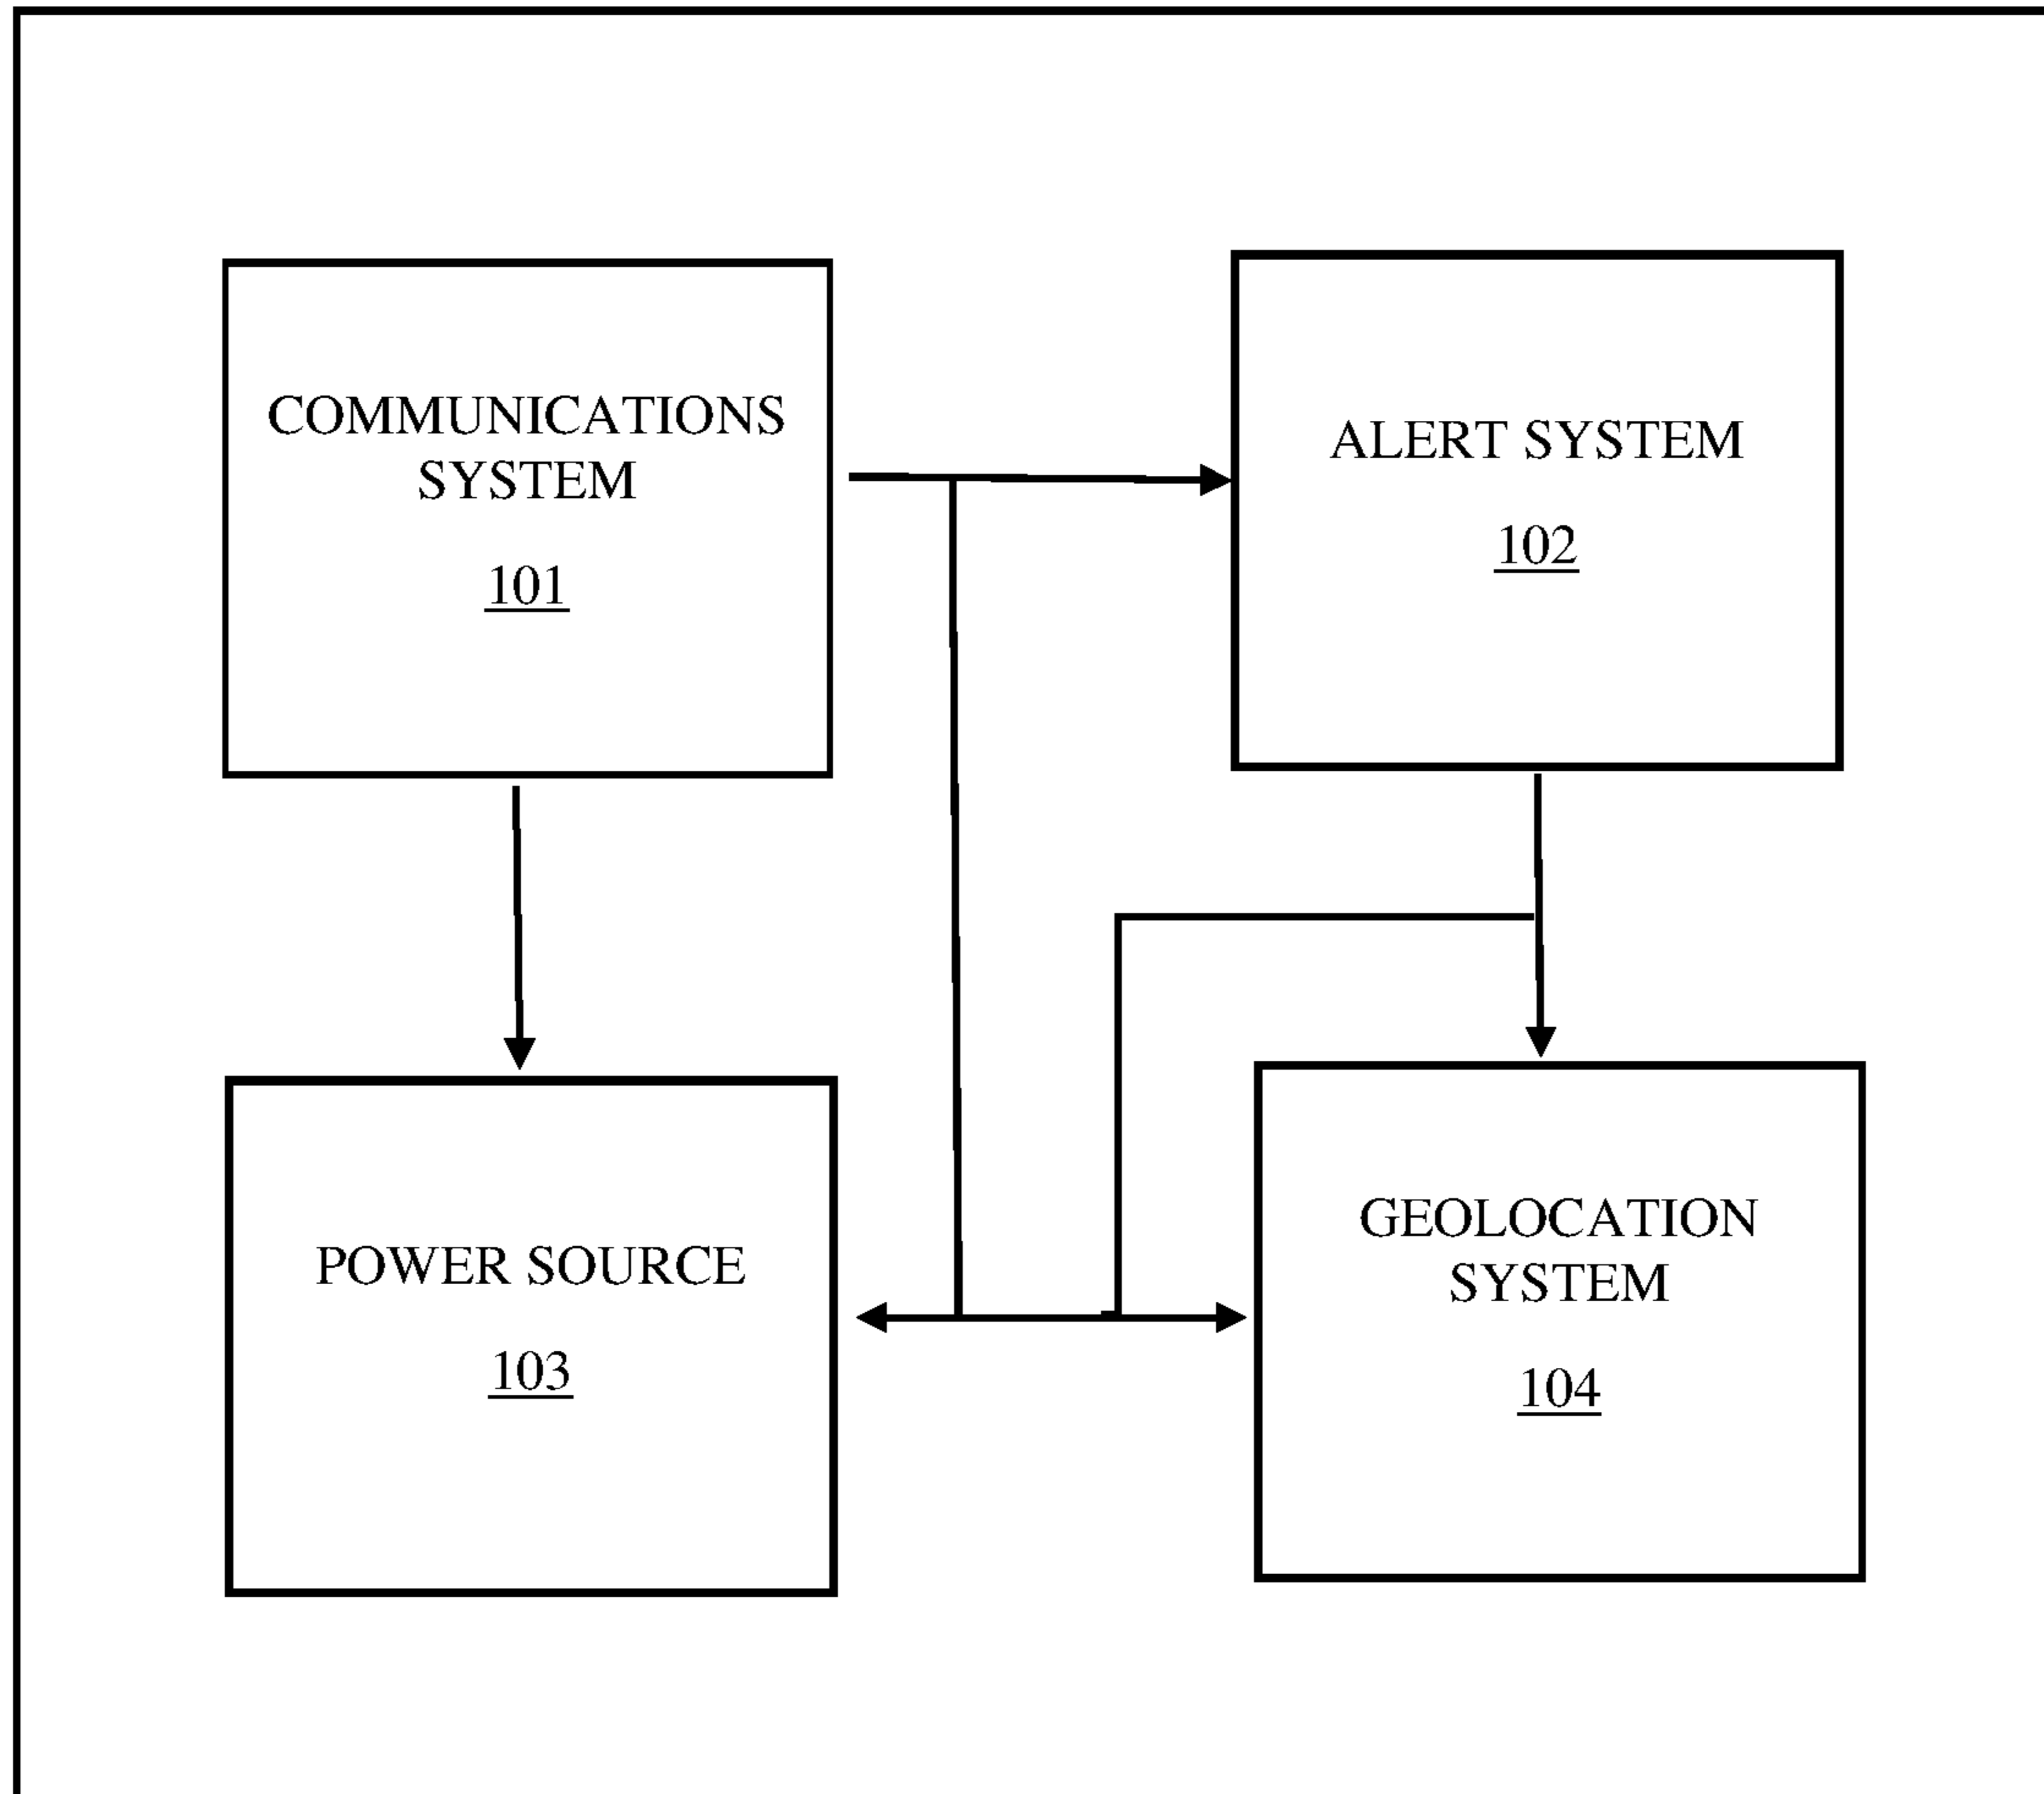 COMMUNICATIONS
SYSTEM
101
ALERT SYSTEM
102
POWER SOURCE
103
GEOLOCATION
SYSTEM
104